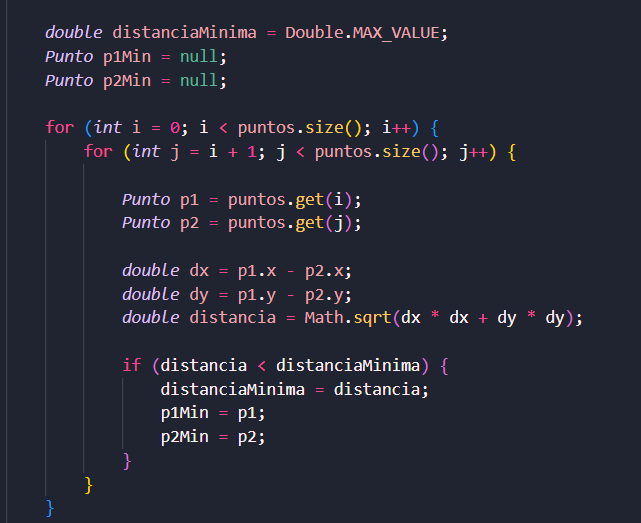 double distanciaMinima = Double.MAX_VALUE;
Punto p1Min = null;
Punto p2Min = null;
for (int i = 0; i < puntos.size(); i++) {
for (int j = i + 1; j < puntos.size(); j++) {
Punto p1 = puntos.get(i);
Punto p2 = puntos.get(j);
double dx = p1.x - p2.x;
double dy = p1.y - p2.y;
double distancia = Math.sqrt(dx * dx + dy * dy);
if (distancia < distanciaMinima) {
distanciaMinima = distancia;
p1Min = p1;
p2Min = p2;
}
}
}